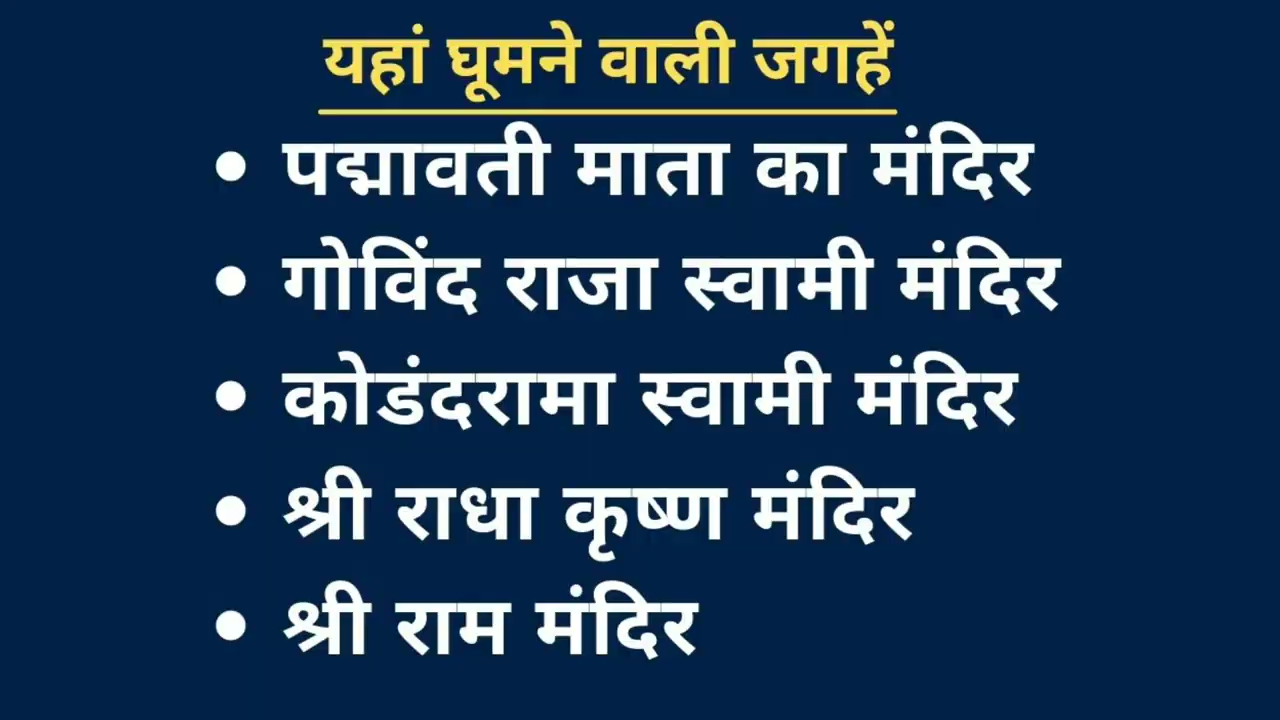 यहां घूमने वाली जगहें
• पद्मावती माता का मंदिर
• गोविंद राजा स्वामी मंदिर
• कोडंदरामा स्वामी मंदिर
• श्री राधा कृष्ण मंदिर
• श्री राम मंदिर